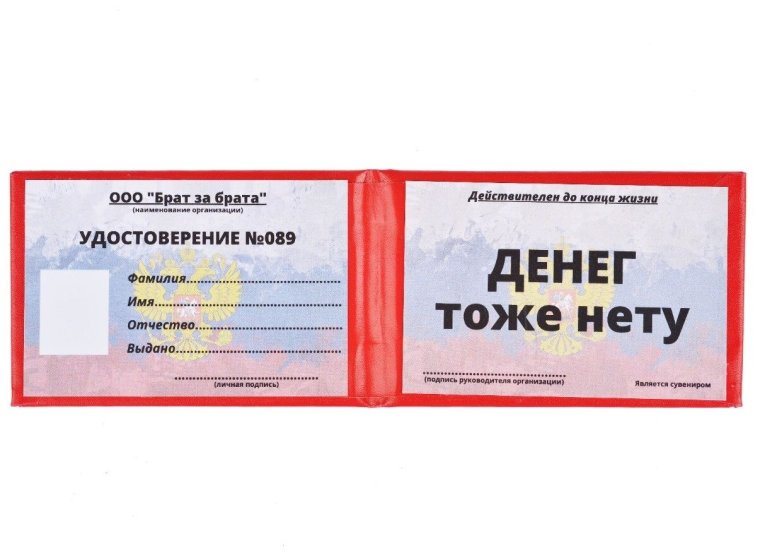 ООО "Брат за брата"
(наименование организации)
УДОСТОВЕРЕНИЕ №089
Фамилия
Имя
Отчество
Выдано
(личная подпись)
Действителен до конца жизни
ДЕНЕГ
тоже нету
(подпись руководителя организации)
Является сувениром